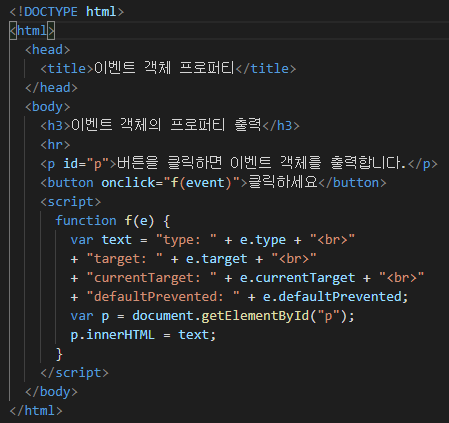 <!DOCTYPE html>
<html>
<head>
<title>이벤트 객체 프로퍼티</title>
</head>
<body>
<h3>이벤트 객체의 프로퍼티 출력</h3>
<hr>
<p id="p">버튼을 클릭하면 이벤트 객체를 출력합니다.</p>
<button onclick="f(event)">클릭하세요</button>
<script>
function f(e) {
var text = "type: " + e.type + "<br>"
+ "target: " + e.target + "<br>"
+ "currentTarget: " + e.currentTarget + "<br>"
+ "defaultPrevented: " + e.defaultPrevented;
var p = document.getElementById("p");
p.innerHTML = text;
}
</script>
</body>
</html>